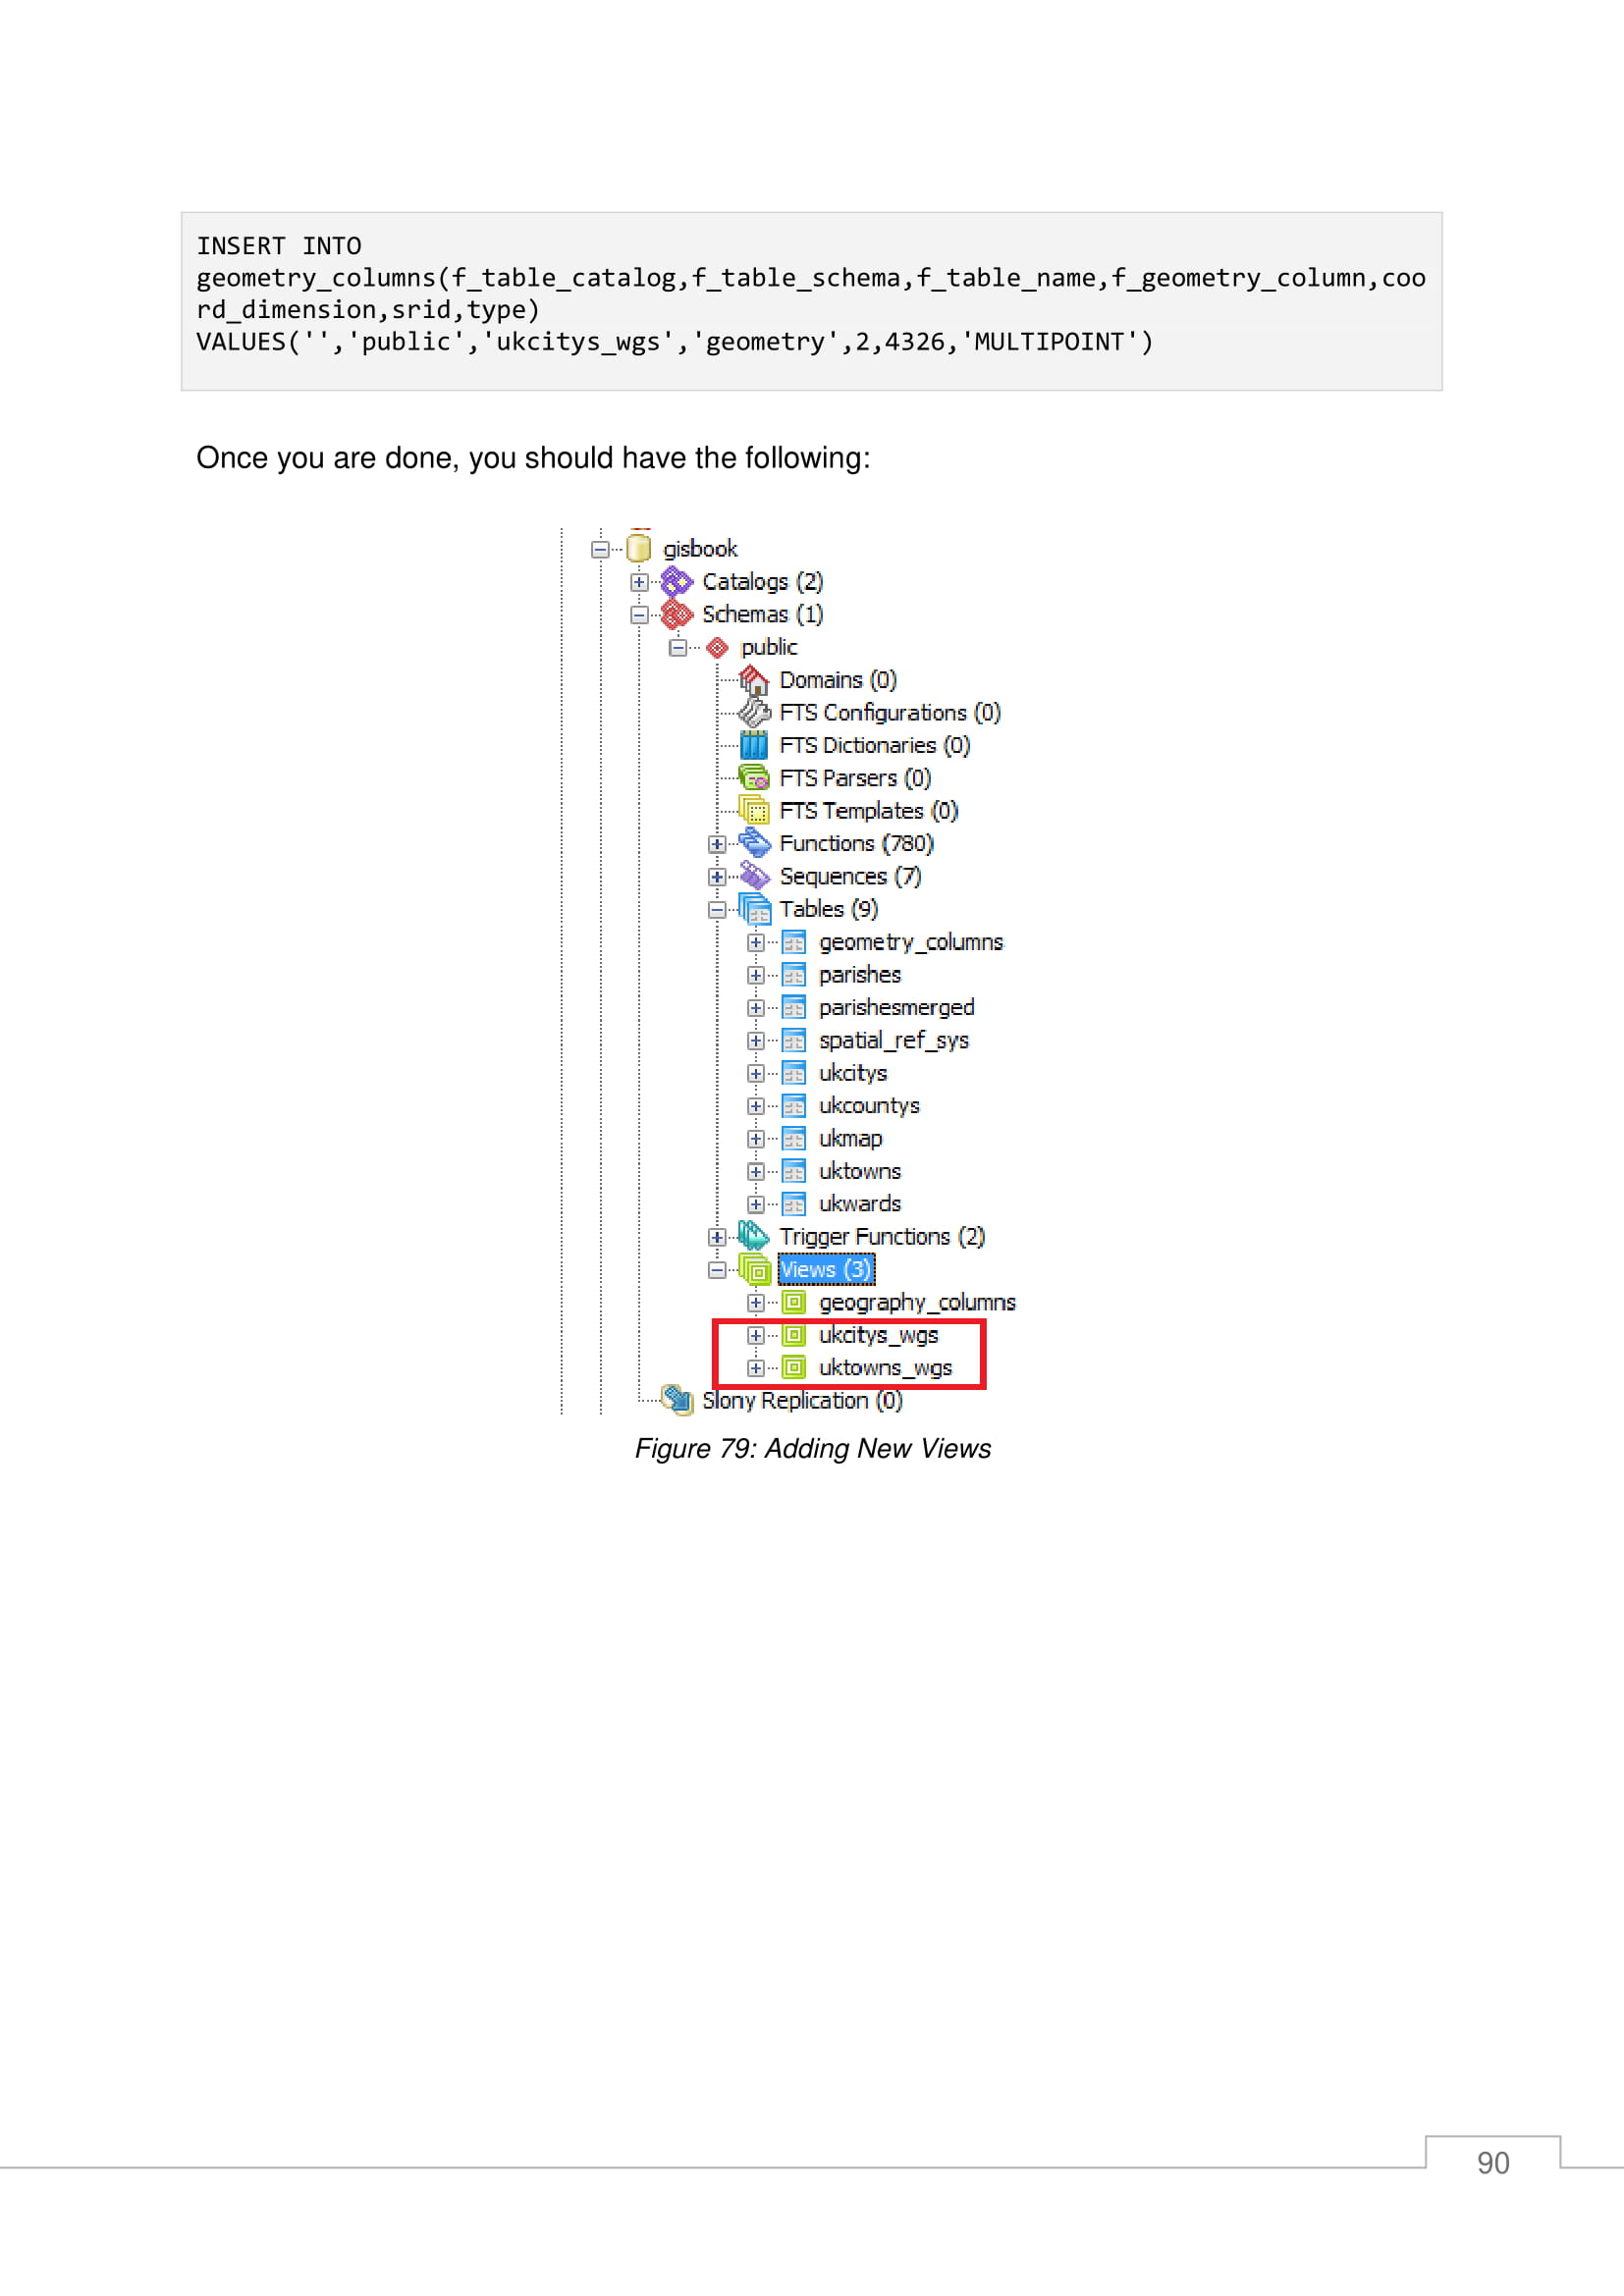 INSERT INTO
geometry_columns(f_table_catalog,f_table_schema,f_table_name,f_geometry_column,coo
rd_dimension,srid,type)
VALUES('','public','ukcitys_wgs','geometry',2,4326,'MULTIPOINT')
Once you are done, you should have the following:
gisbook
Catalogs (2)
Schemas (1)
public
Domains (0)
FTS Configurations (0)
FTS Dictionaries (0)
FTS Parsers (0)
FTS Templates (0)
Functions (780)
Sequences (7)
Tables (9)
geometry_columns
parishes
parishesmerged
spatial_ref_sys
ukcitys
ukcountys
ukmap
uktowns
ukwards
Trigger Functions (2)
Views (3)
geography_columns
ukcitys_wgs
uktowns_wgs
Slony Replication (0)
Figure 79: Adding New Views
90